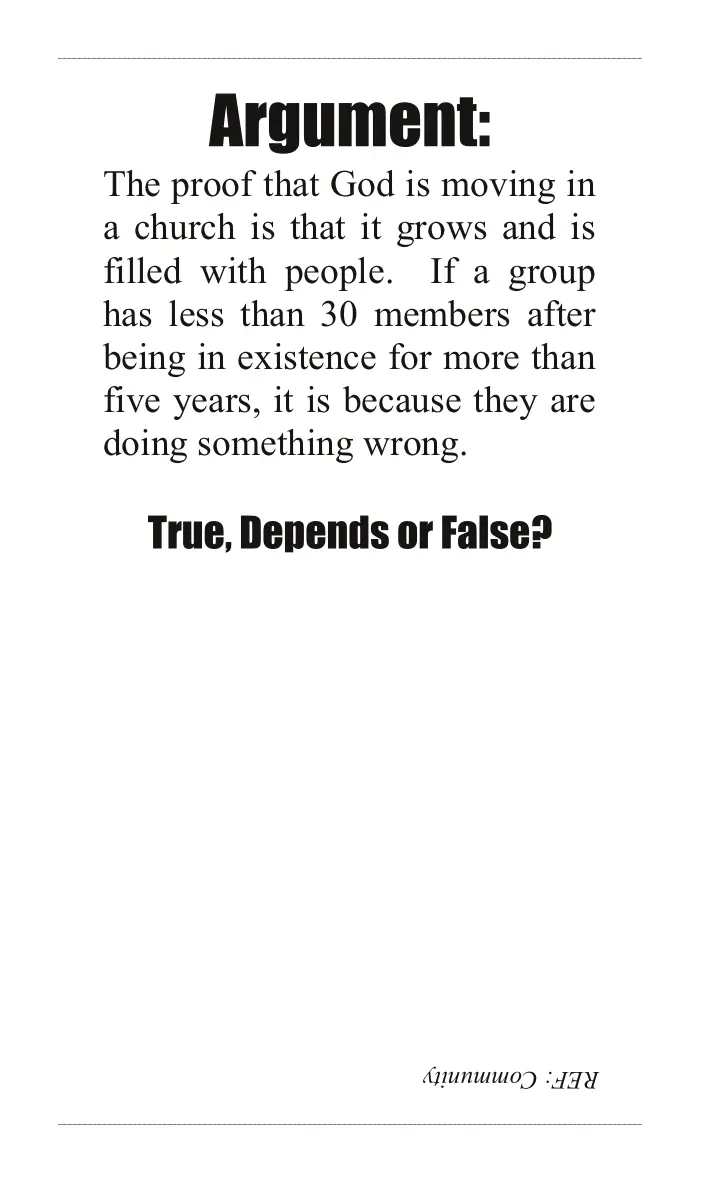 Argument:
The proof that God is moving in
a church is that it grows and is
filled with people.  If a group
has less than 30 members after
being in existence for more than
five years, it is because they are
doing something wrong.
True, Depends or False?
REF: Community